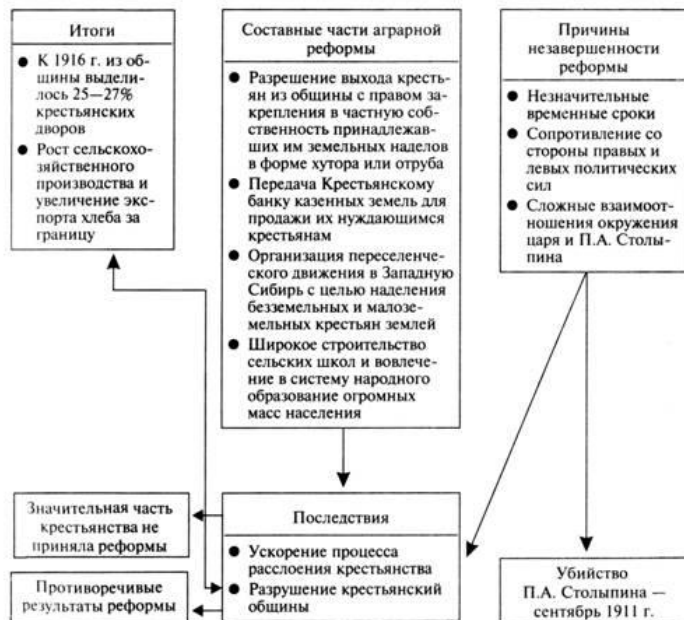 Итоги
● К 1916 г. из об-
щины выдели-
лось 25—27%
крестьянских
дворов
● Рост сельскохо-
зяйственного
производства и
увеличение экс-
порта хлеба за
границу
Составные части аграрной
реформы
● Разрешение выхода кресть-
ян из общины с правом за-
крепления в частную соб-
ственность принадлежав-
ших им земельных наделов
в форме хутора или отруба
● Передача Крестьянскому
банку казенных земель для
продажи их нуждающимся
крестьянам
● Организация переселенче-
ского движения в Западную
Сибирь с целью наделения
безземельных и малозе-
мельных крестьян землей
● Широкое строительство
сельских школ и вовлече-
ние в систему народного
образование огромных
масс населения
Причины
незавершенности
реформы
● Незначительные
временные сроки
● Сопротивление со
стороны правых и
левых политических
сил
● Сложные взаимоот-
ношения окружения
царя и П.А. Столы-
пина
Значительная часть
крестьянства не
приняла реформы
Противоречивые
результаты реформы
Последствия
● Ускорение процесса
расслоения крестьянства
● Разрушение крестьянский
общины
Убийство
П.А. Столыпина —
сентябрь 1911 г.